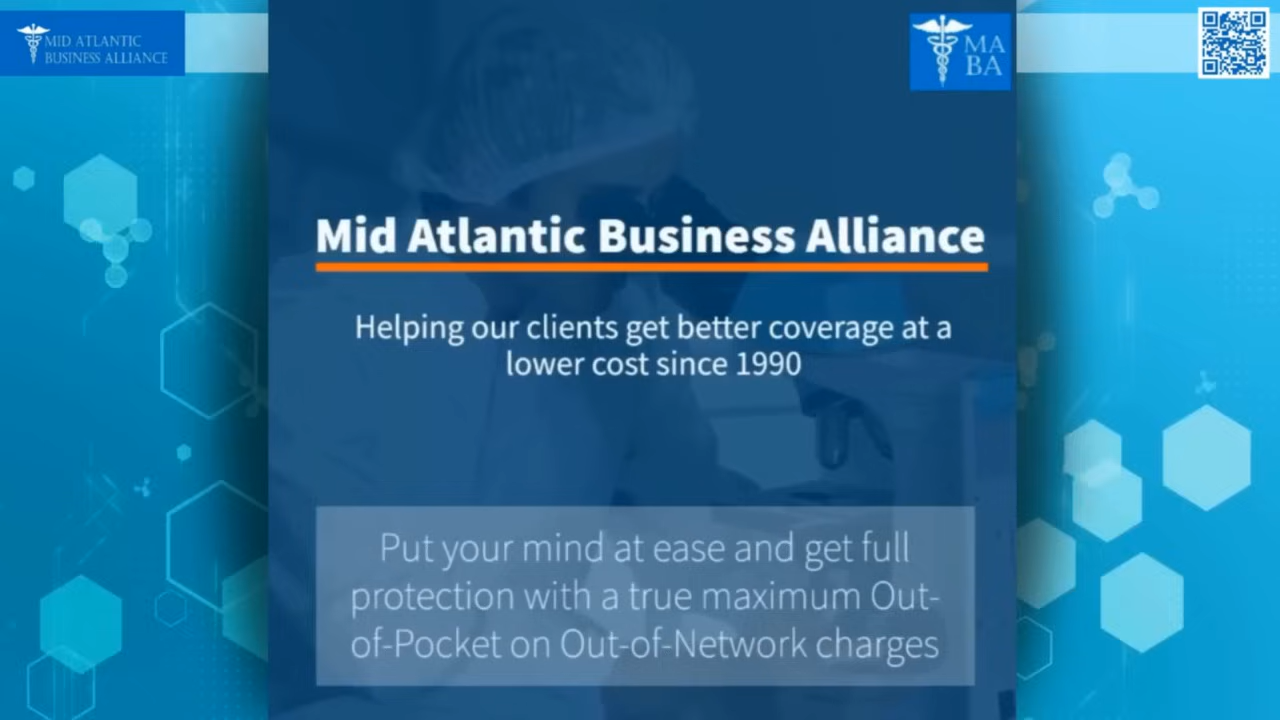 MID ATLANTIC
BUSINESS ALLIANCE
MA
BA
Mid Atlantic Business Alliance
Helping our clients get better coverage at a
lower cost since 1990
Put your mind at ease and get full
protection with a true maximum Out-
of-Pocket on Out-of-Network charges